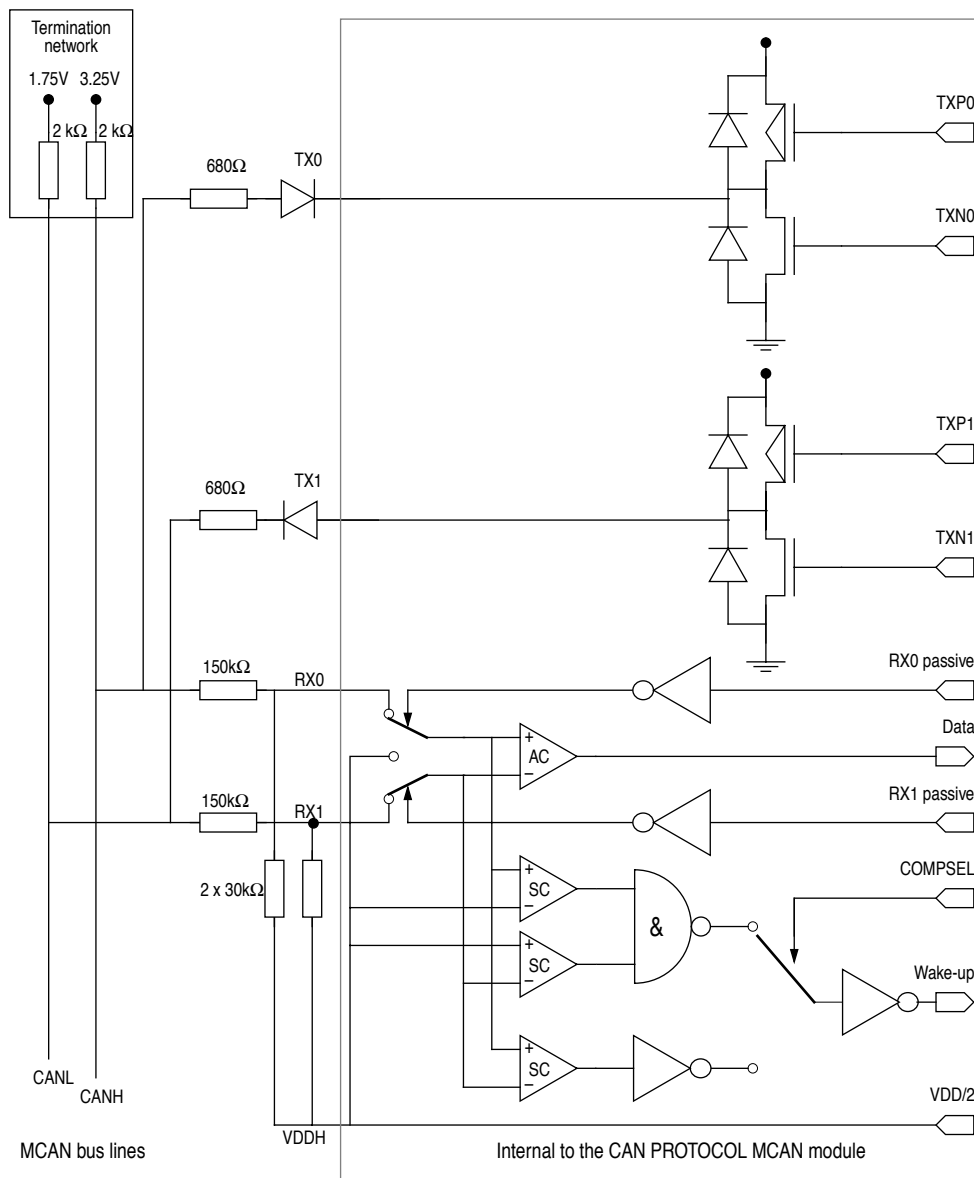 Termination
network
1.75V 3.25V
2 kΩ 2 kΩ
TXP0
680Ω
TX0
TXN0
TXP1
680Ω
TX1
TXN1
150kΩ
RX0
RX0 passive
+
AC
−
Data
150kΩ
RX1
RX1 passive
2 x 30kΩ
+
SC
−
&
COMPSEL
+
SC
−
Wake-up
+
SC
−
CANL
CANH
VDD/2
VDDH
MCAN bus lines
Internal to the CAN PROTOCOL MCAN module